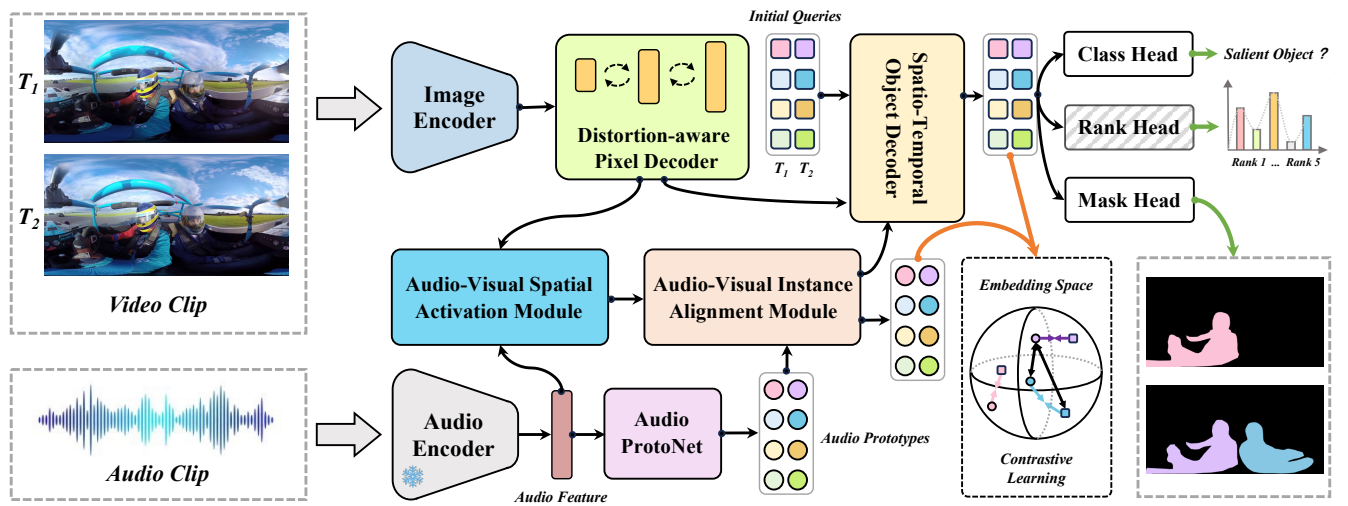 T1
T2
Video Clip
Audio Clip
Image
Encoder
Distortion-aware
Pixel Decoder
Initial Queries
T1 T2
Spatio-Temporal
Object Decoder
Class Head
Salient Object ?
Rank Head
Rank 1 ... Rank 5
Mask Head
Audio-Visual Spatial
Activation Module
Audio-Visual Instance
Alignment Module
Embedding Space
Contrastive
Learning
Audio
Encoder
Audio Feature
Audio
ProtoNet
Audio Prototypes